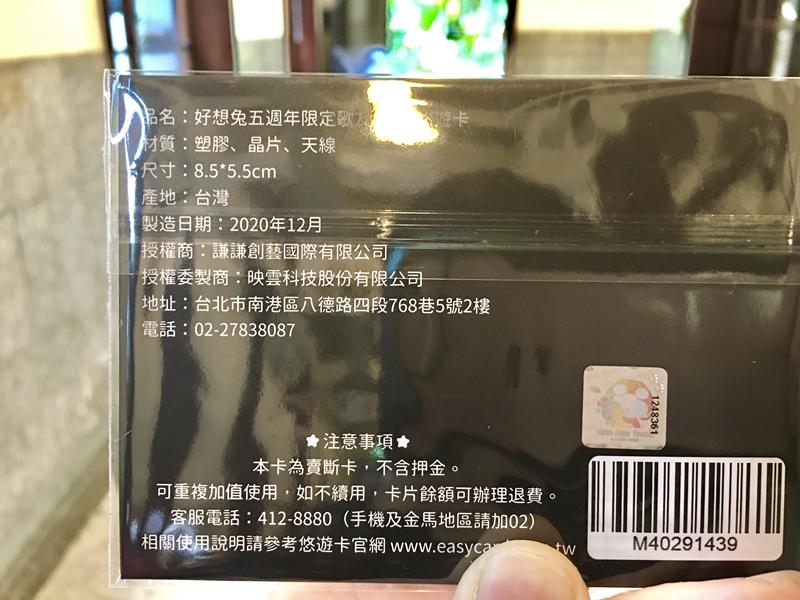 品名：好想兔五週年限定歌 遊卡
材質：塑膠、晶片、天線
尺寸：8.5*5.5cm
產地：台灣
製造日期：2020年12月
授權商：謙謙創藝國際有限公司
授權委製商：映雲科技股份有限公司
地址：台北市南港區八德路四段768巷5號2樓
電話：02-27838087
1248361
✿注意事項✿
本卡為賣斷卡，不含押金。
可重複加值使用，如不續用，卡片餘額可辦理退費。
客服電話：412-8880（手機及金馬地區請加02）
相關使用說明請參考悠遊卡官網 www.easycard
M40291439